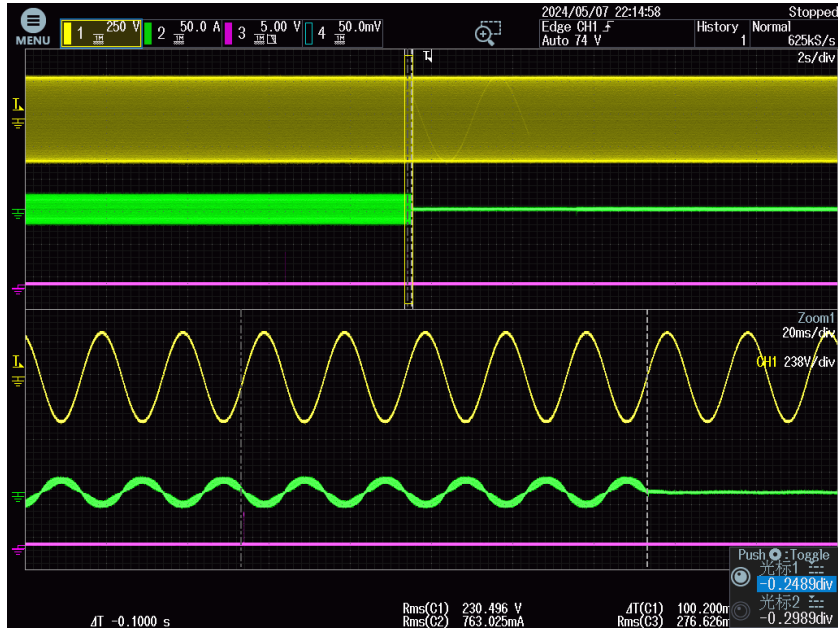 2024/05/07 22:14:58 Stopped
MENU 1 250 V 2 50.0 A 3 5.00 V 4 50.0mV Edge CH1 History Normal
Auto 74 V 1 625kS/s
T
2s/div
T
Zoom1
20ms/div
T CH1 238V/div
Push :Toggle
光标1
-0.2489div
光标2
-0.2989div
Rms(C1) 230.496 V ΔT(C1) 100.200m
ΔT -0.1000 s Rms(C2) 763.025mA Rms(C3) 276.626m